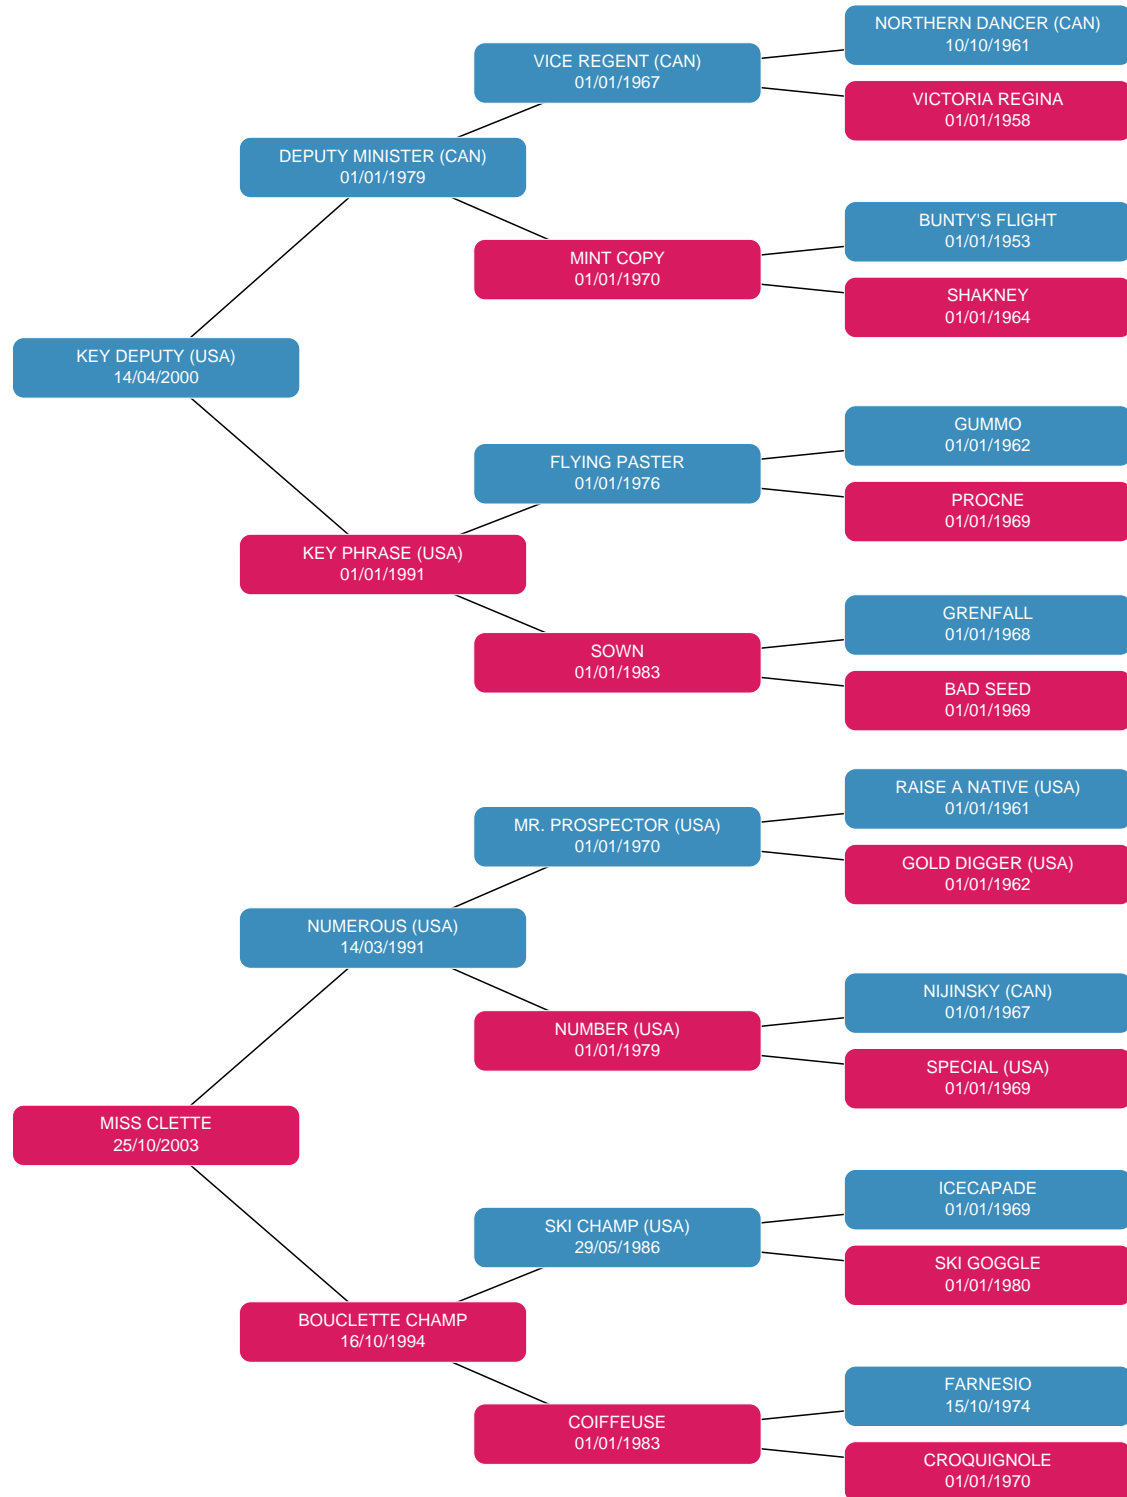 NORTHERN DANCER (CAN)
10/10/1961
VICE REGENT (CAN)
01/01/1967
VICTORIA REGINA
01/01/1958
DEPUTY MINISTER (CAN)
01/01/1979
BUNTY'S FLIGHT
01/01/1953
MINT COPY
01/01/1970
SHAKNEY
01/01/1964
KEY DEPUTY (USA)
14/04/2000
GUMMO
01/01/1962
FLYING PASTER
01/01/1976
PROCNE
01/01/1969
KEY PHRASE (USA)
01/01/1991
GRENFALL
01/01/1968
SOWN
01/01/1983
BAD SEED
01/01/1969
RAISE A NATIVE (USA)
01/01/1961
MR. PROSPECTOR (USA)
01/01/1970
GOLD DIGGER (USA)
01/01/1962
NUMEROUS (USA)
14/03/1991
NIJINSKY (CAN)
01/01/1967
NUMBER (USA)
01/01/1979
SPECIAL (USA)
01/01/1969
MISS CLETTE
25/10/2003
ICECAPADE
01/01/1969
SKI CHAMP (USA)
29/05/1986
SKI GOGGLE
01/01/1980
BOUCLETTE CHAMP
16/10/1994
FARNESIO
15/10/1974
COIFFEUSE
01/01/1983
CROQUIGNOLE
01/01/1970